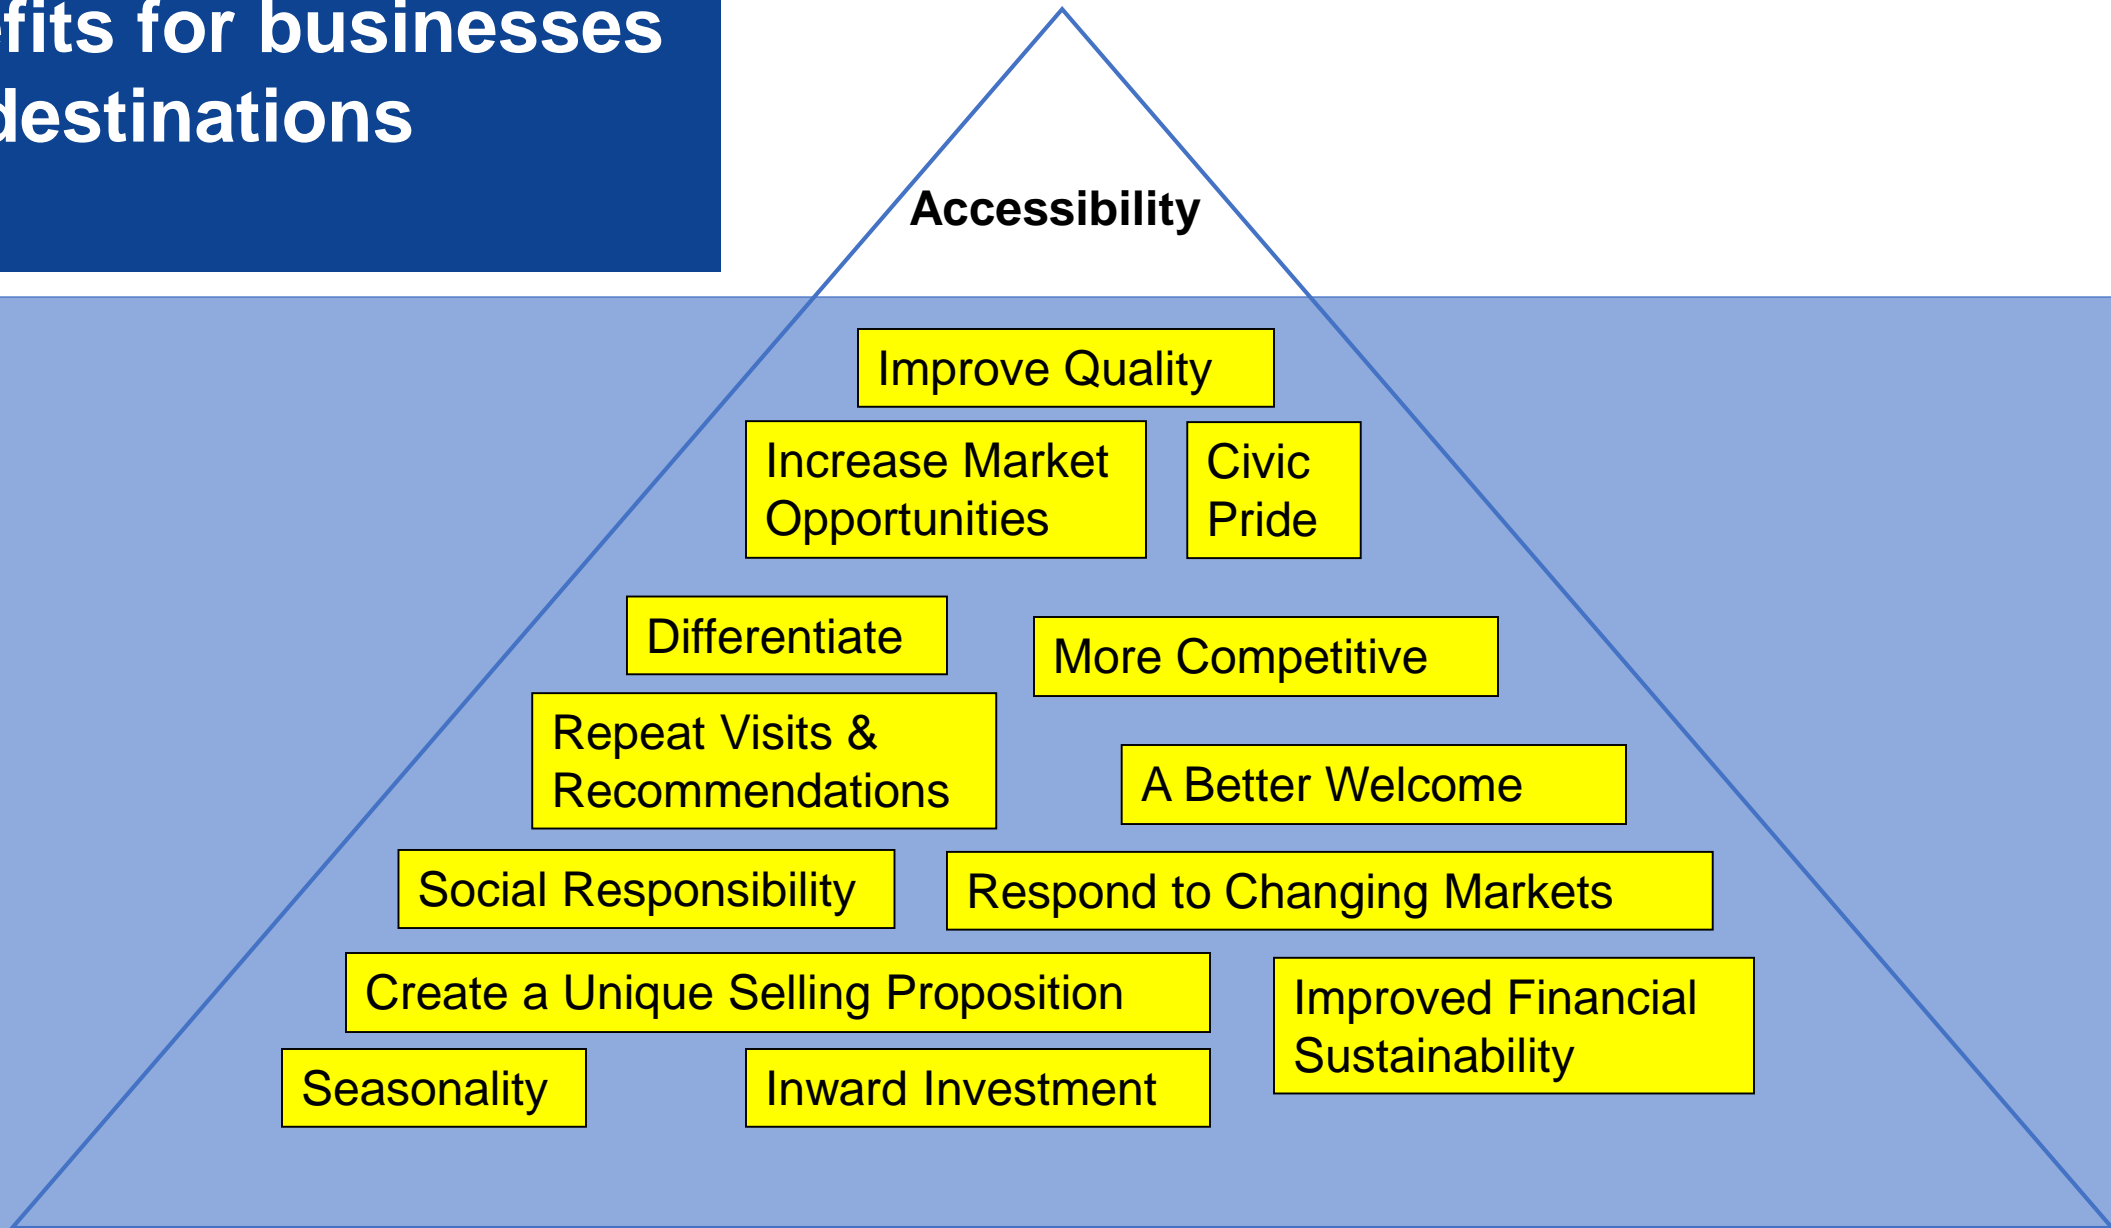 fits for businesses
destinations
Accessibility
Improve Quality
Increase Market
Opportunities
Civic
Pride
Differentiate
More Competitive
Repeat Visits &
Recommendations
A Better Welcome
Social Responsibility
Respond to Changing Markets
Create a Unique Selling Proposition
Improved Financial
Sustainability
Seasonality
Inward Investment